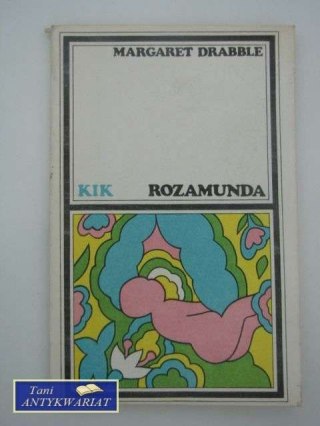 MARGARET DRABBLE
KIK ROZAMUNDA
Tani
ANTYKWARIAT